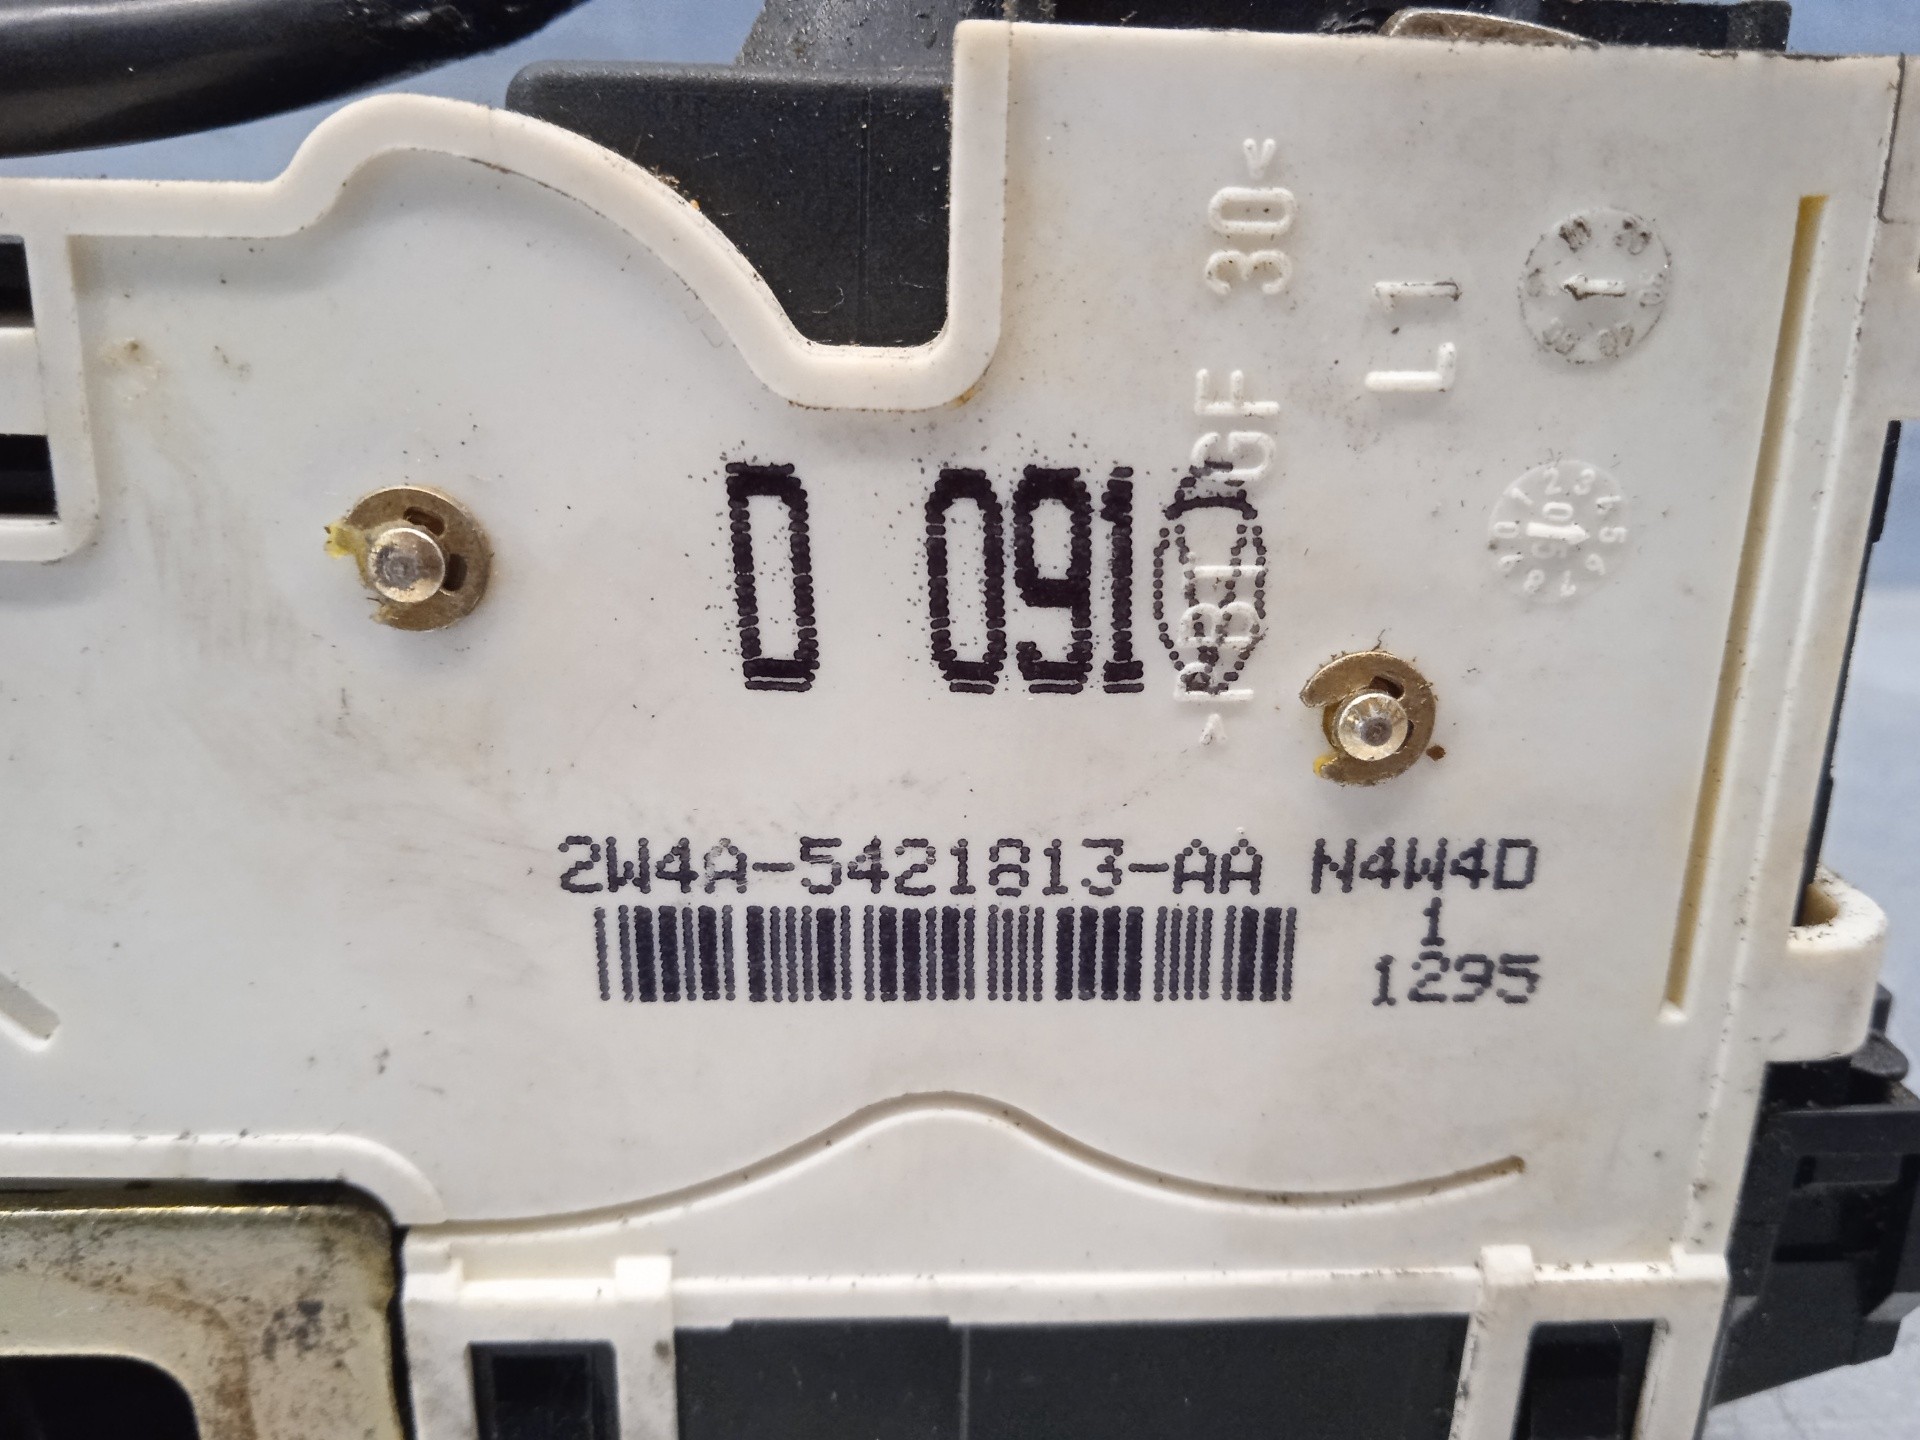 D 091
2W4A-5421813-AA N4W4D
1
1295
>PBT GF 30<
L1